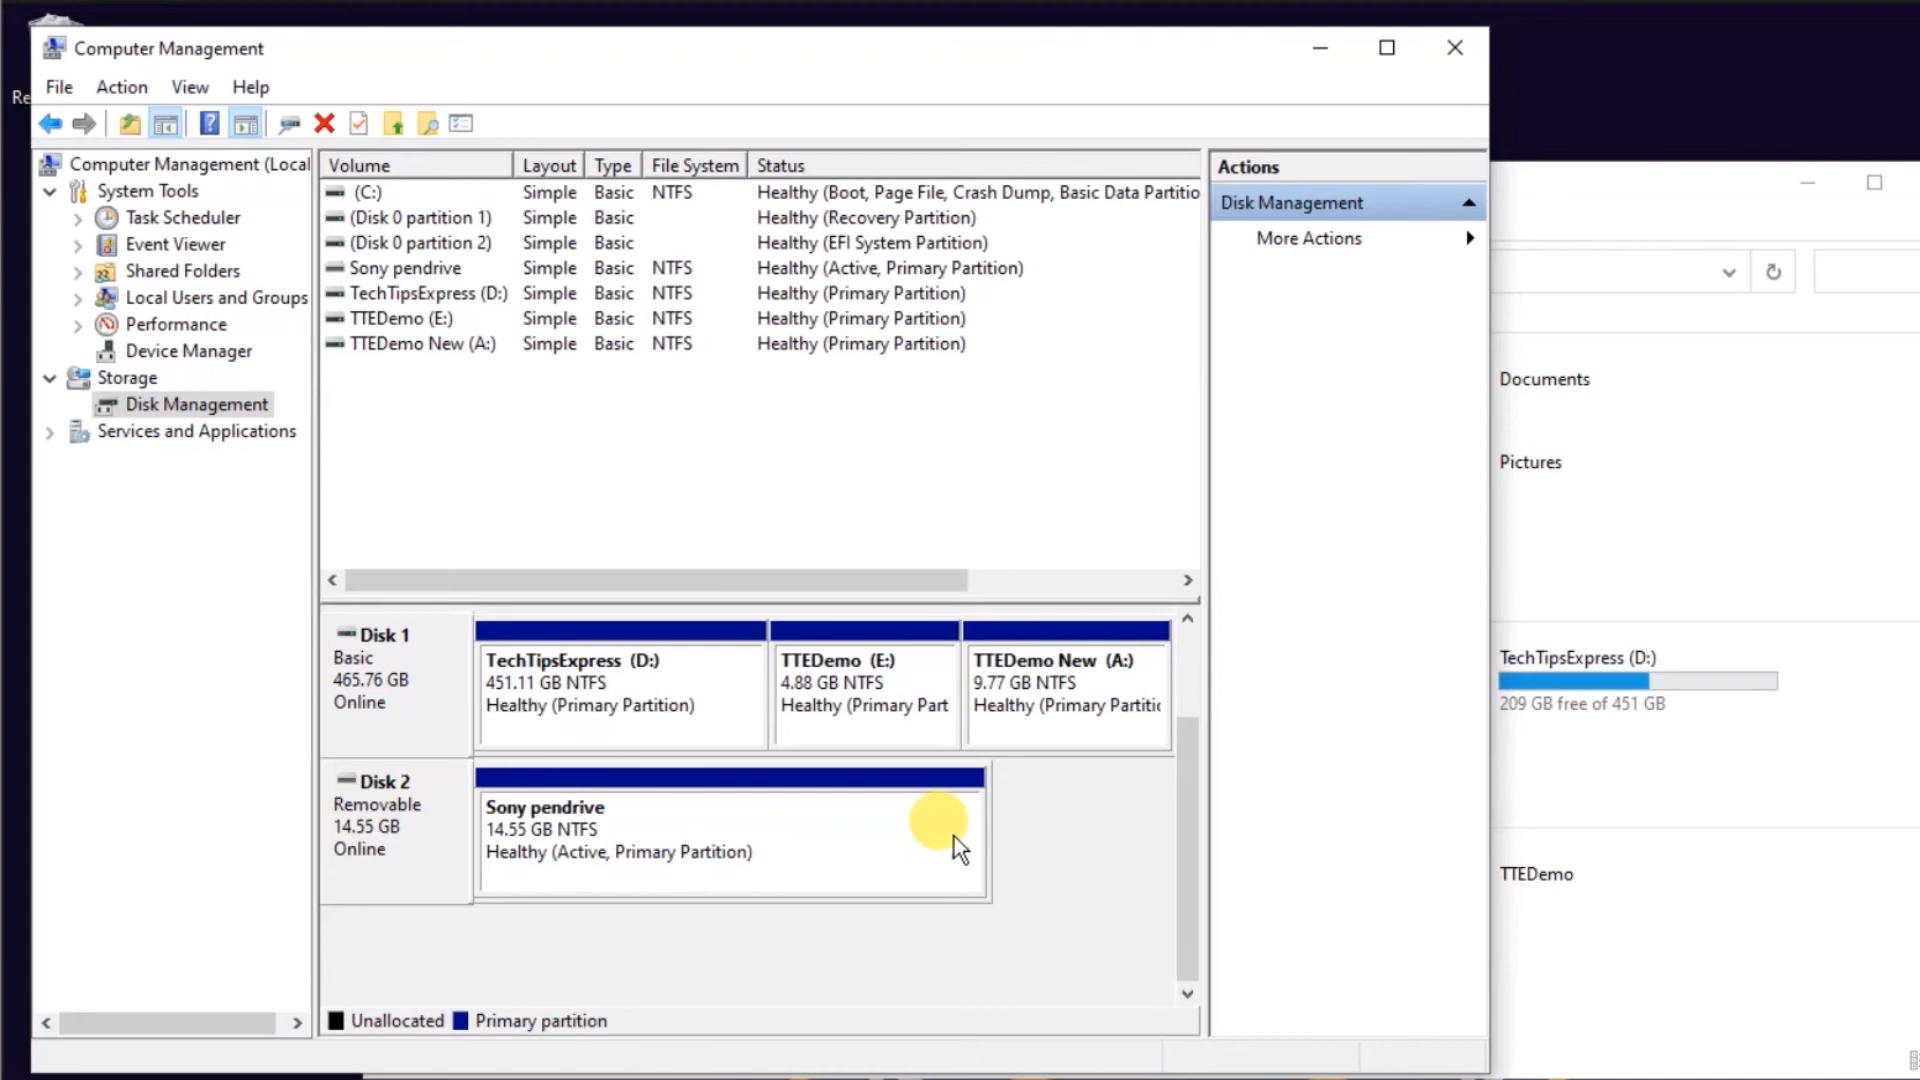 Re
Computer Management
File Action View Help
Computer Management (Local
System Tools
Task Scheduler
Event Viewer
Shared Folders
Local Users and Groups
Performance
Device Manager
Storage
Disk Management
Services and Applications
Volume Layout Type File System Status
(C:) Simple Basic NTFS Healthy (Boot, Page File, Crash Dump, Basic Data Partitio
(Disk 0 partition 1) Simple Basic Healthy (Recovery Partition)
(Disk 0 partition 2) Simple Basic Healthy (EFI System Partition)
Sony pendrive Simple Basic NTFS Healthy (Active, Primary Partition)
TechTipsExpress (D:) Simple Basic NTFS Healthy (Primary Partition)
TTEDemo (E:) Simple Basic NTFS Healthy (Primary Partition)
TTEDemo New (A:) Simple Basic NTFS Healthy (Primary Partition)
Disk 1
Basic
465.76 GB
Online
TechTipsExpress (D:)
451.11 GB NTFS
Healthy (Primary Partition)
TTEDemo (E:)
4.88 GB NTFS
Healthy (Primary Part
TTEDemo New (A:)
9.77 GB NTFS
Healthy (Primary Partitic
Disk 2
Removable
14.55 GB
Online
Sony pendrive
14.55 GB NTFS
Healthy (Active, Primary Partition)
Unallocated Primary partition
Actions
Disk Management
More Actions
Documents
Pictures
TechTipsExpress (D:)
209 GB free of 451 GB
TTEDemo